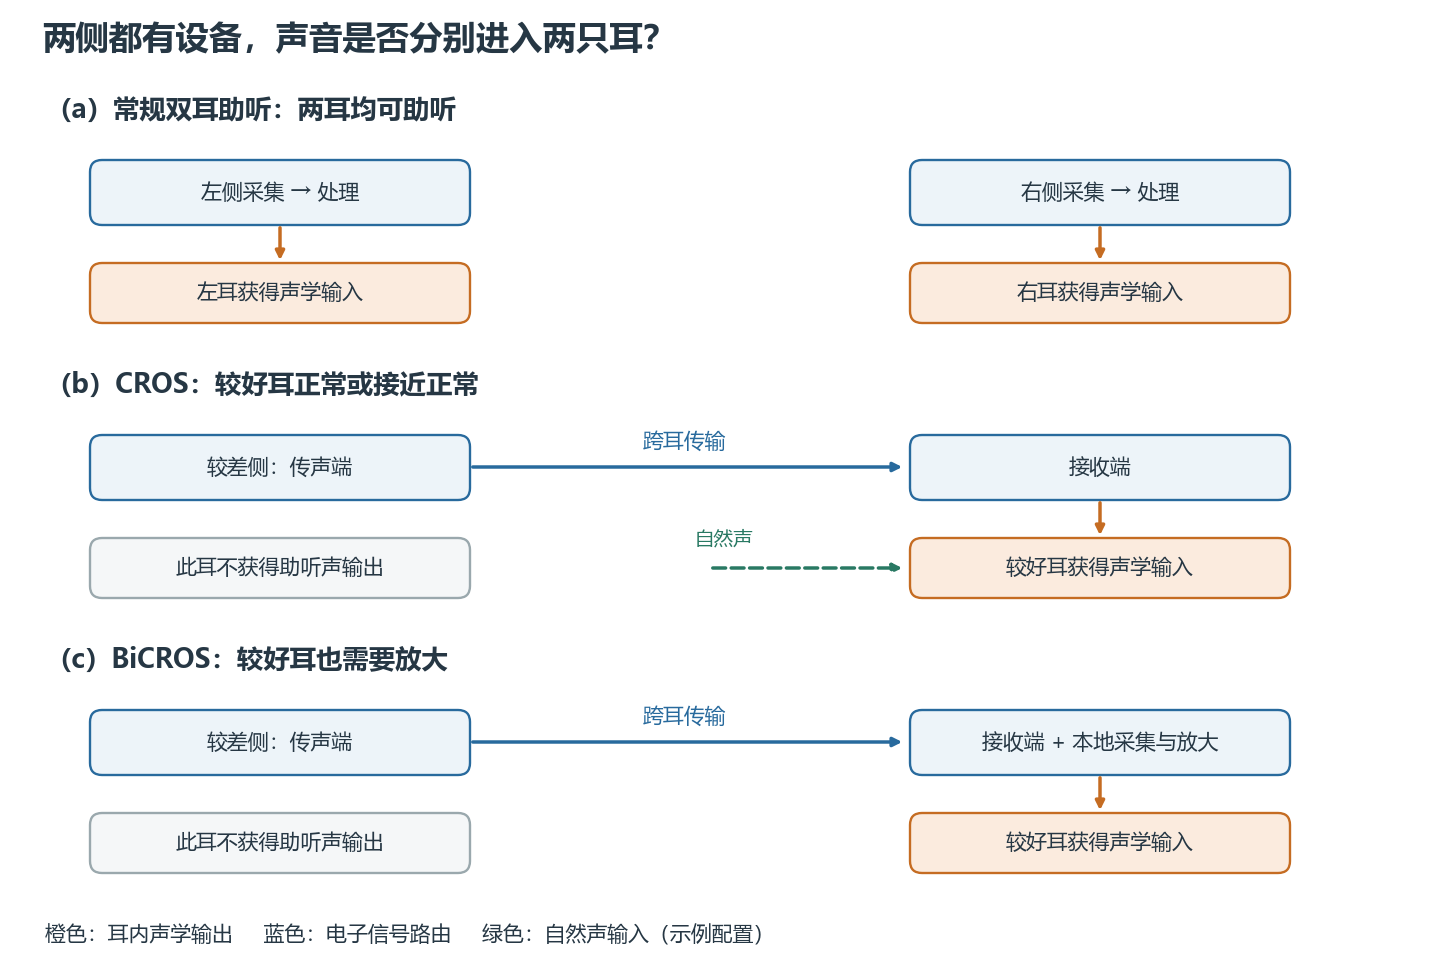 两侧都有设备，声音是否分别进入两只耳？
（a）常规双耳助听：两耳均可助听
左侧采集 → 处理
右侧采集 → 处理
左耳获得声学输入
右耳获得声学输入
（b）CROS：较好耳正常或接近正常
跨耳传输
较差侧：传声端
接收端
自然声
此耳不获得助听声输出
较好耳获得声学输入
（c）BiCROS：较好耳也需要放大
跨耳传输
较差侧：传声端
接收端 + 本地采集与放大
此耳不获得助听声输出
较好耳获得声学输入
橙色：耳内声学输出 蓝色：电子信号路由 绿色：自然声输入（示例配置）